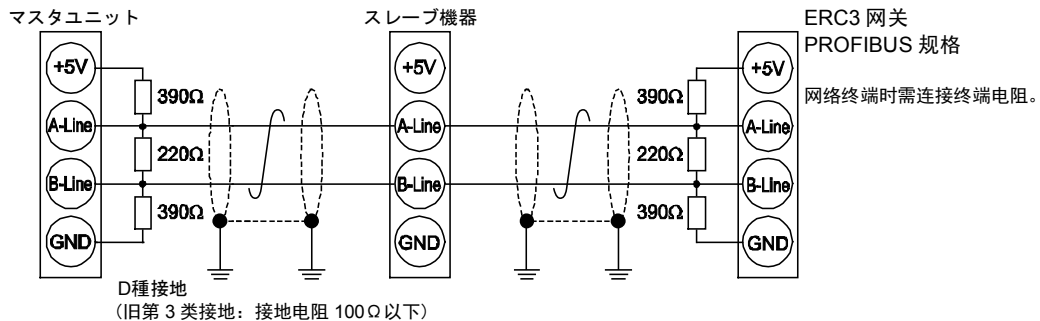 マスタユニット
スレーブ機器
ERC3 网关
PROFIBUS 规格
网络终端时需连接终端电阻。
+5V
390Ω
A-Line
220Ω
B-Line
390Ω
GND
+5V
A-Line
B-Line
GND
390Ω
220Ω
390Ω
+5V
A-Line
B-Line
GND
D種接地
（旧第 3 类接地：接地电阻 100Ω以下）